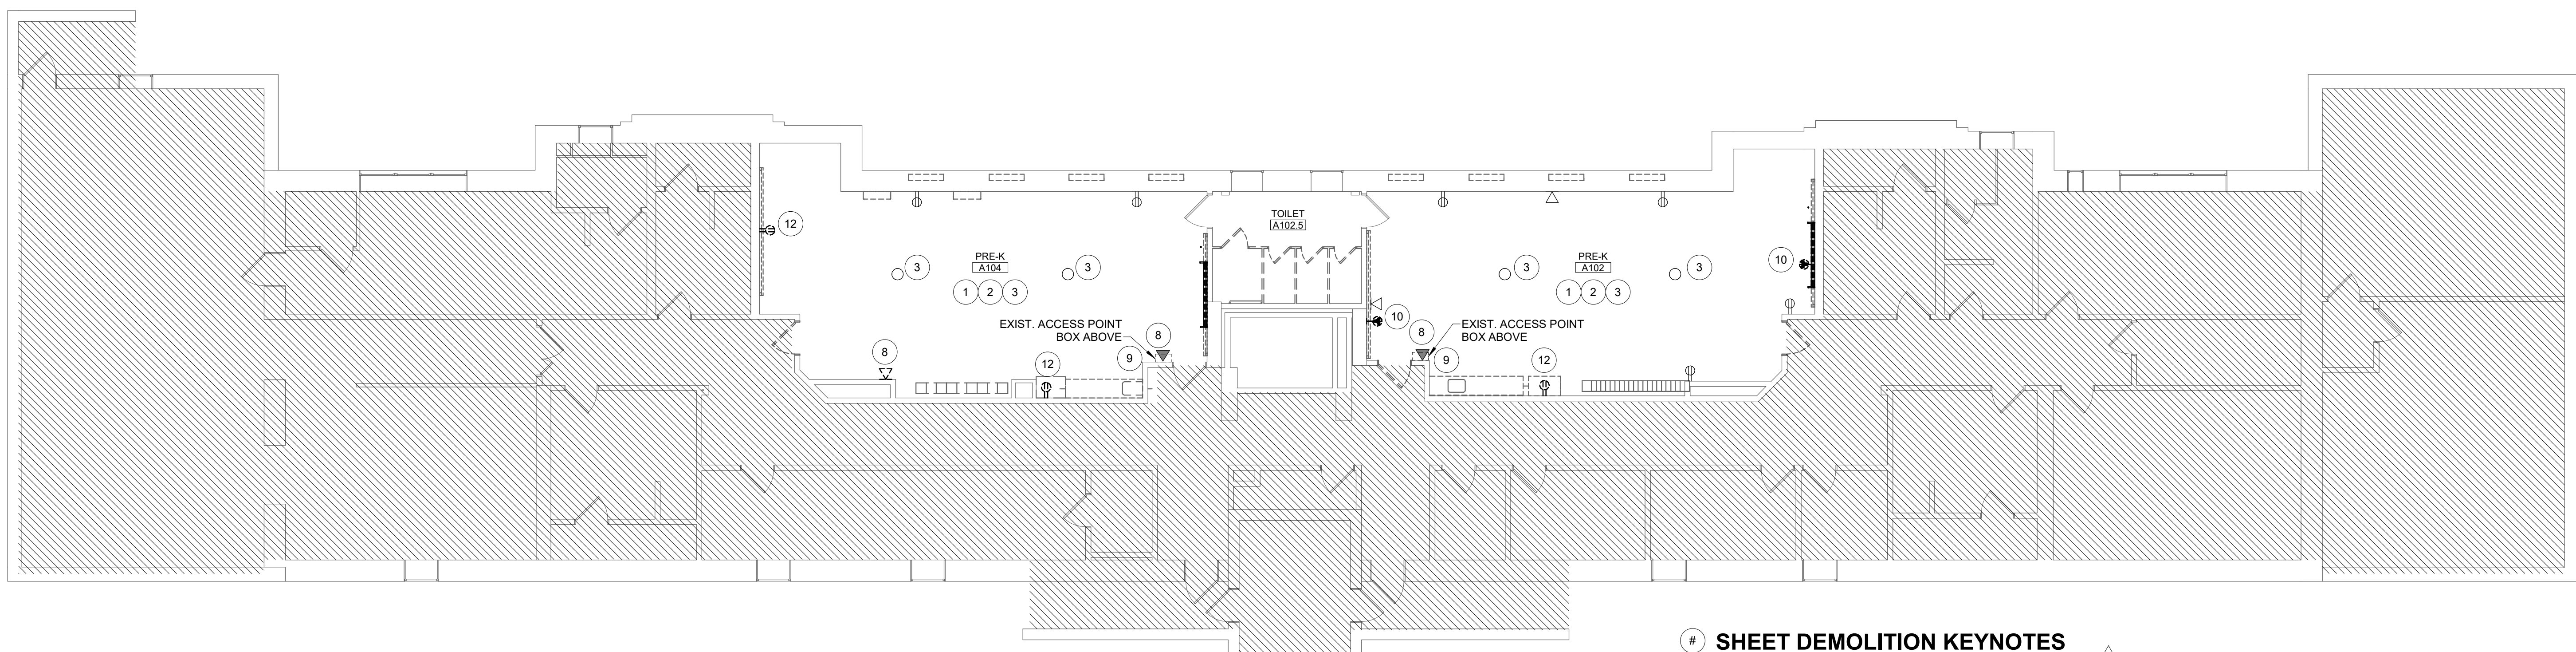 TOILET
A102.5
12
PRE-K
A104
3
3
1 2 3
PRE-K
A102
3
3
1 2 3
10
10
EXIST. ACCESS POINT
BOX ABOVE
8
8
9
12
EXIST. ACCESS POINT
BOX ABOVE
8
9
12
# SHEET DEMOLITION KEYNOTES